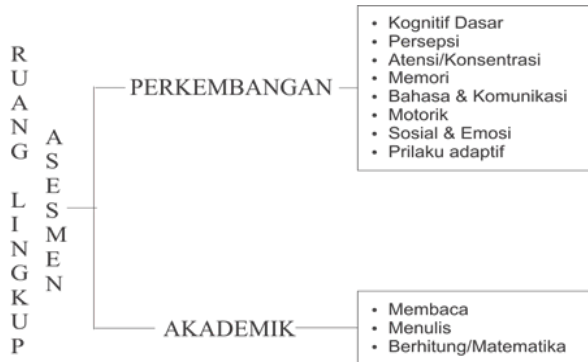 RUANG LINGKUP
ASESMEN
PERKEMBANGAN
• Kognitif Dasar
• Persepsi
• Atensi/Konsentrasi
• Memori
• Bahasa & Komunikasi
• Motorik
• Sosial & Emosi
• Prilaku adaptif
AKADEMIK
• Membaca
• Menulis
• Berhitung/Matematika